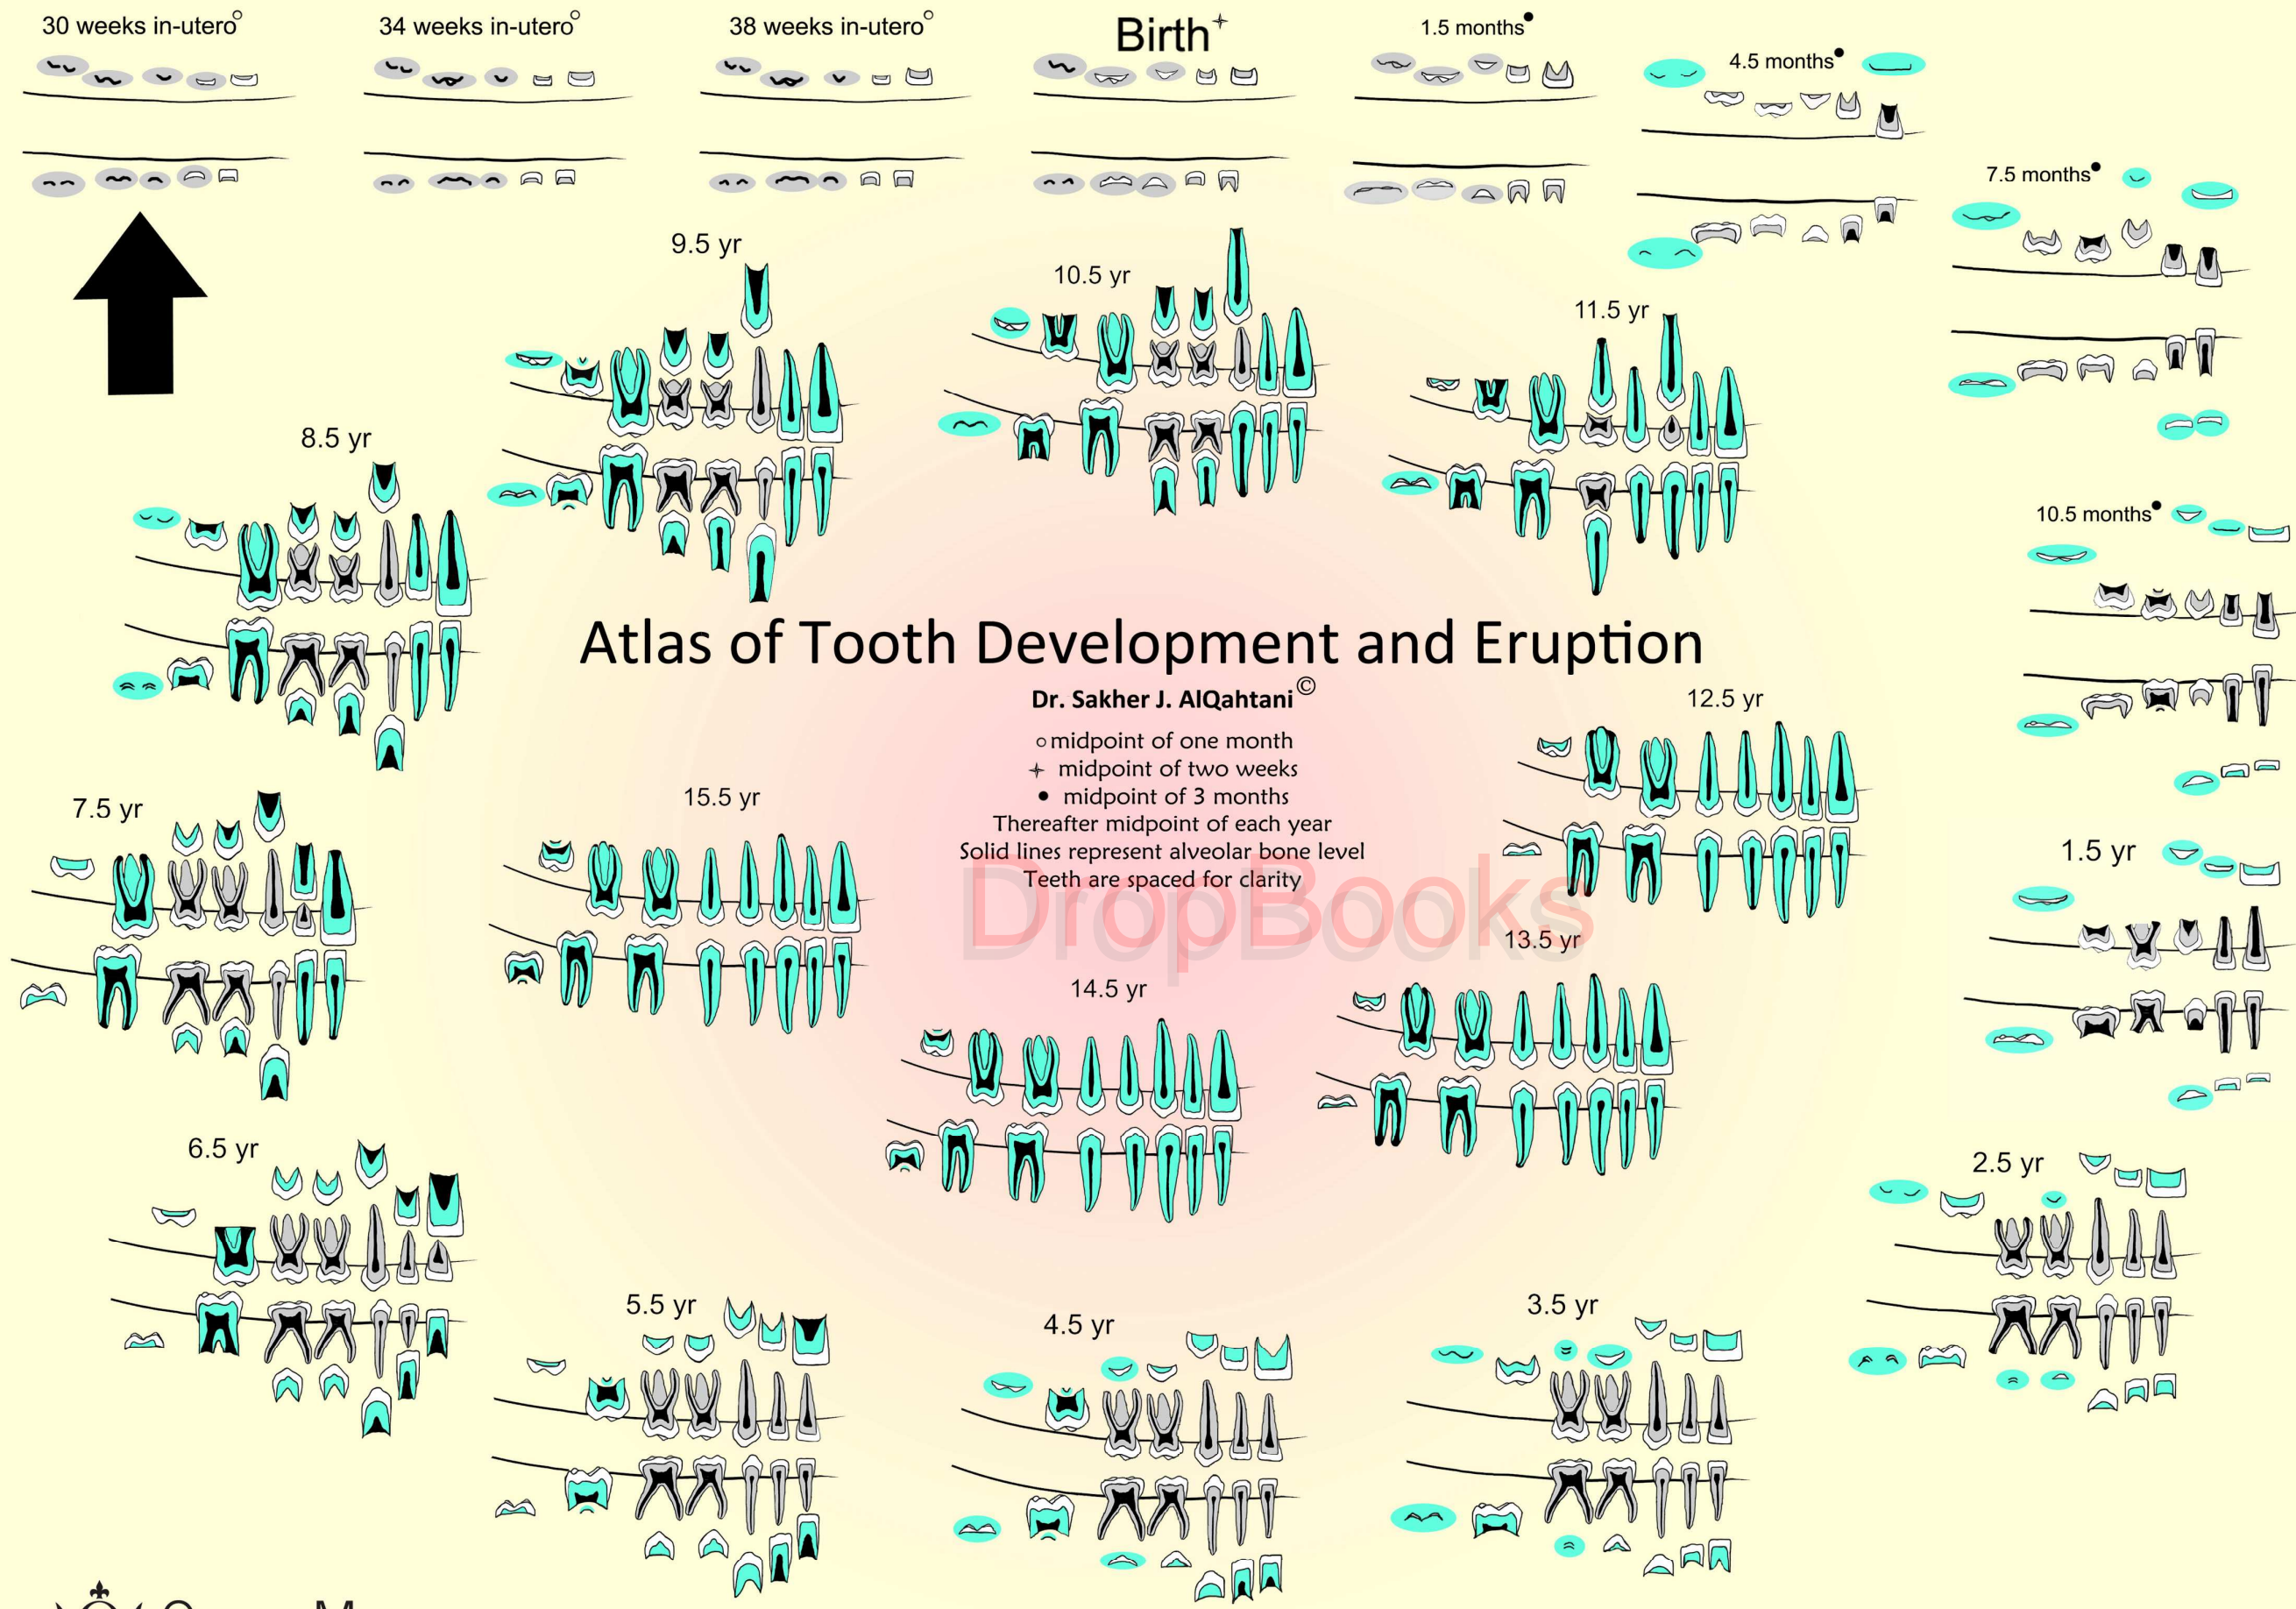 30 weeks in-utero○
34 weeks in-utero○
38 weeks in-utero○
Birth+
1.5 months●
4.5 months●
7.5 months●
9.5 yr
10.5 yr
11.5 yr
8.5 yr
10.5 months●
Atlas of Tooth Development and Eruption
Dr. Sakher J. AlQahtani©
○ midpoint of one month
+ midpoint of two weeks
● midpoint of 3 months
Thereafter midpoint of each year
Solid lines represent alveolar bone level
Teeth are spaced for clarity
DropBooks
12.5 yr
7.5 yr
15.5 yr
1.5 yr
13.5 yr
14.5 yr
6.5 yr
2.5 yr
5.5 yr
4.5 yr
3.5 yr